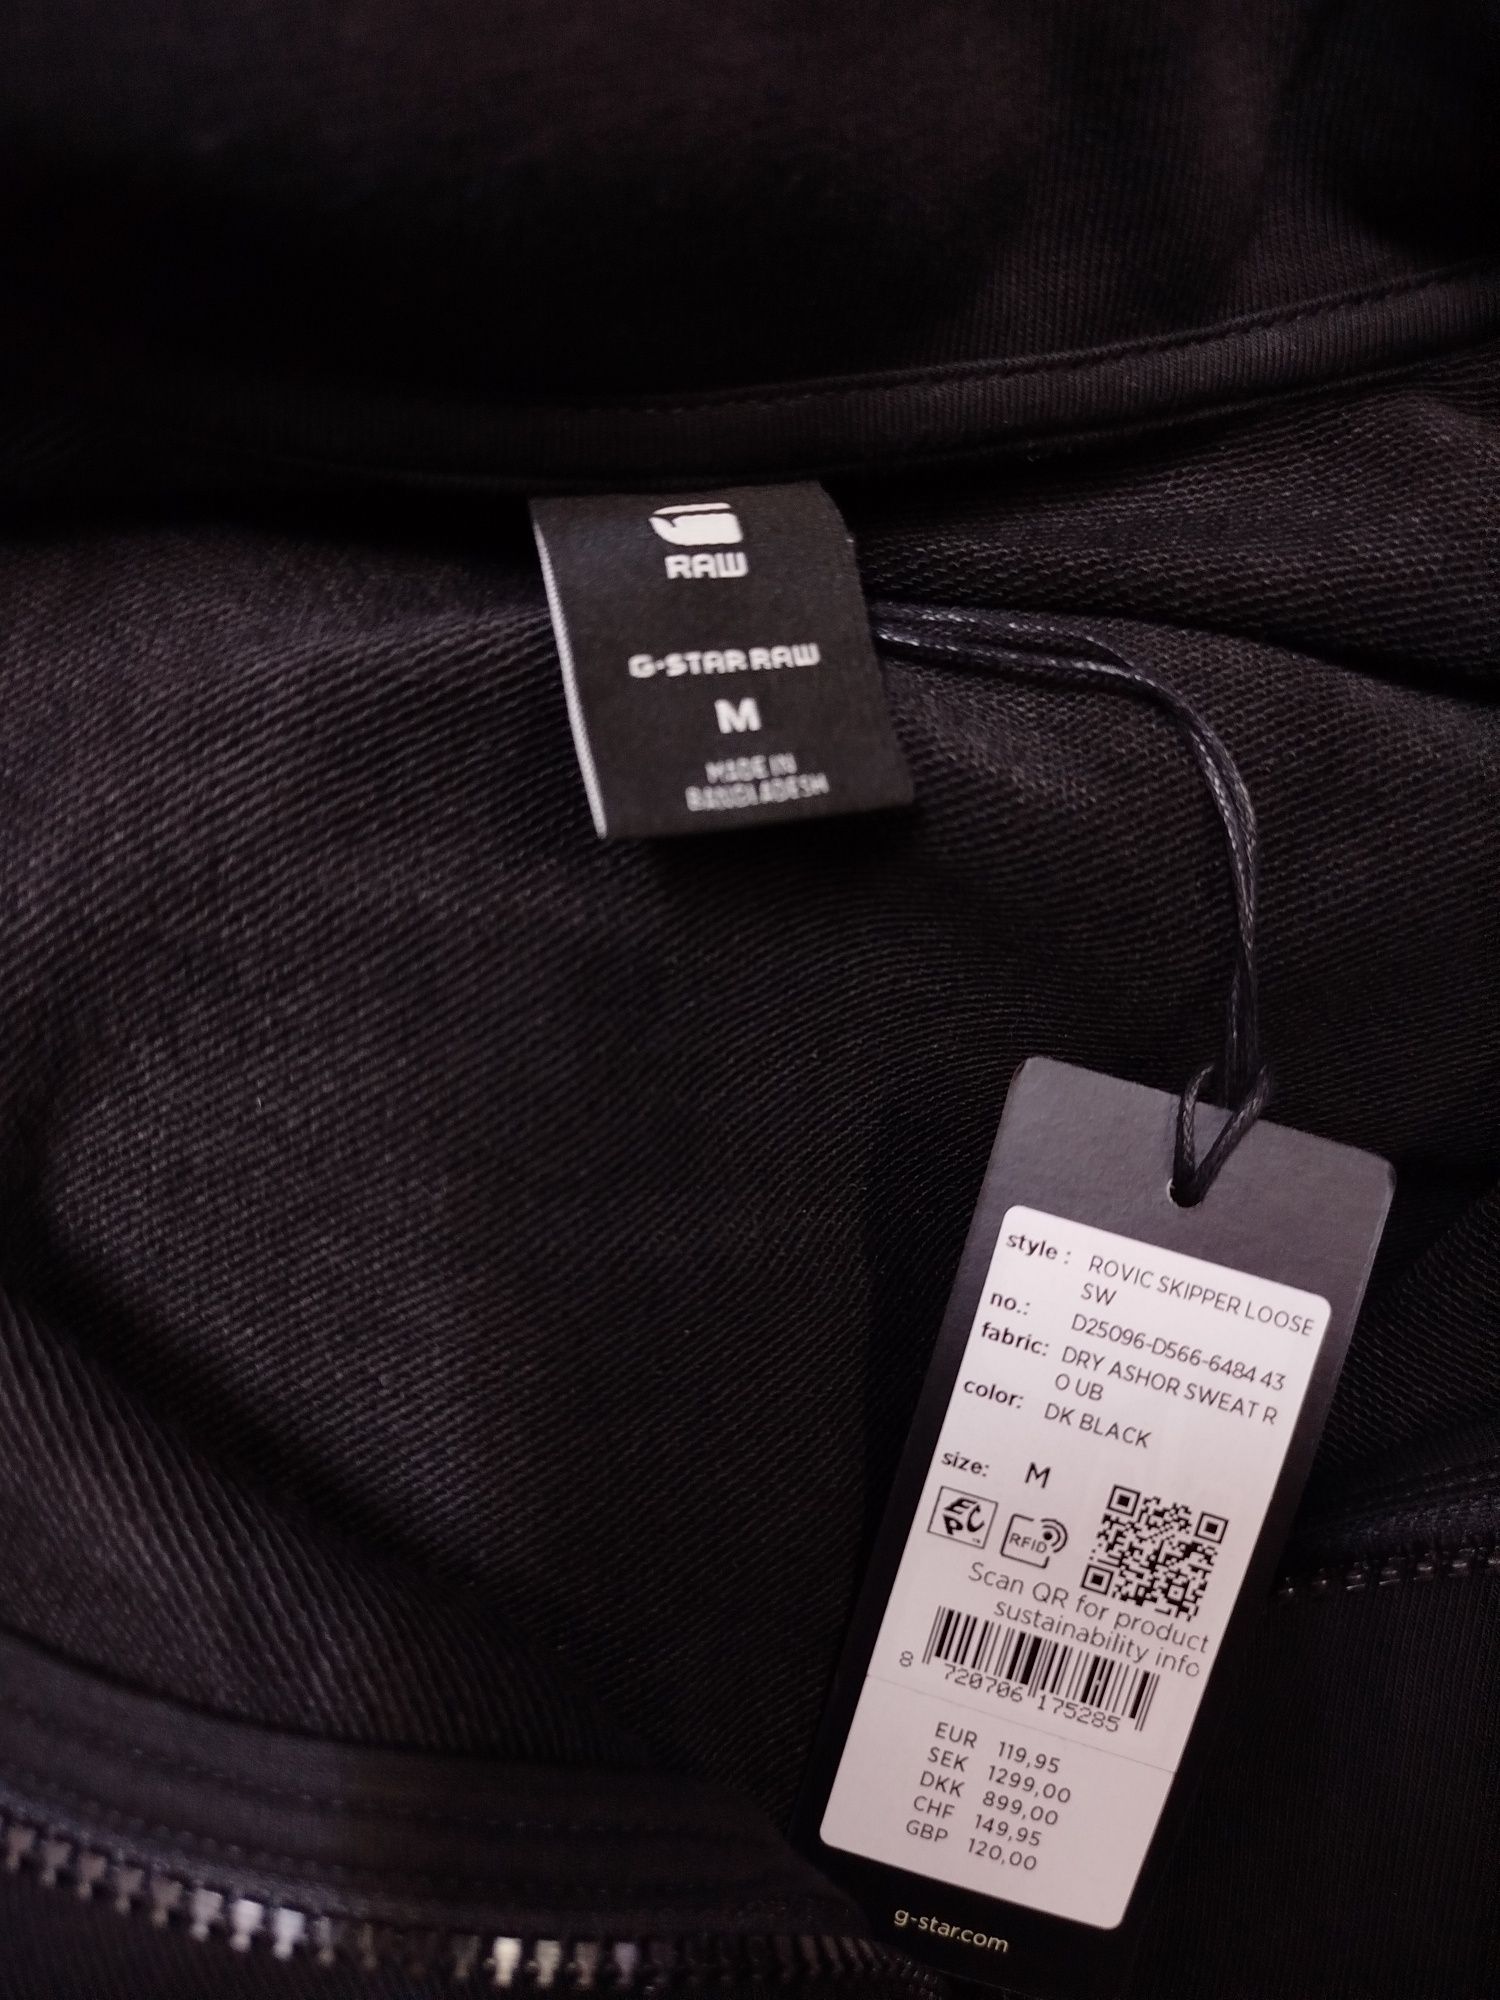 RAW
G-STAR RAW
M
MADE IN
BANGLADESH
style : ROVIC SKIPPER LOOSE
SW
no.: D25096-D566-6484 43
fabric: DRY ASHOR SWEAT R
O UB
color: DK BLACK
size: M
EPC
RFID
Scan QR for product
sustainability info
8 720706 175285
EUR 119,95
SEK 1299,00
DKK 899,00
CHF 149,95
GBP 120,00
g-star.com